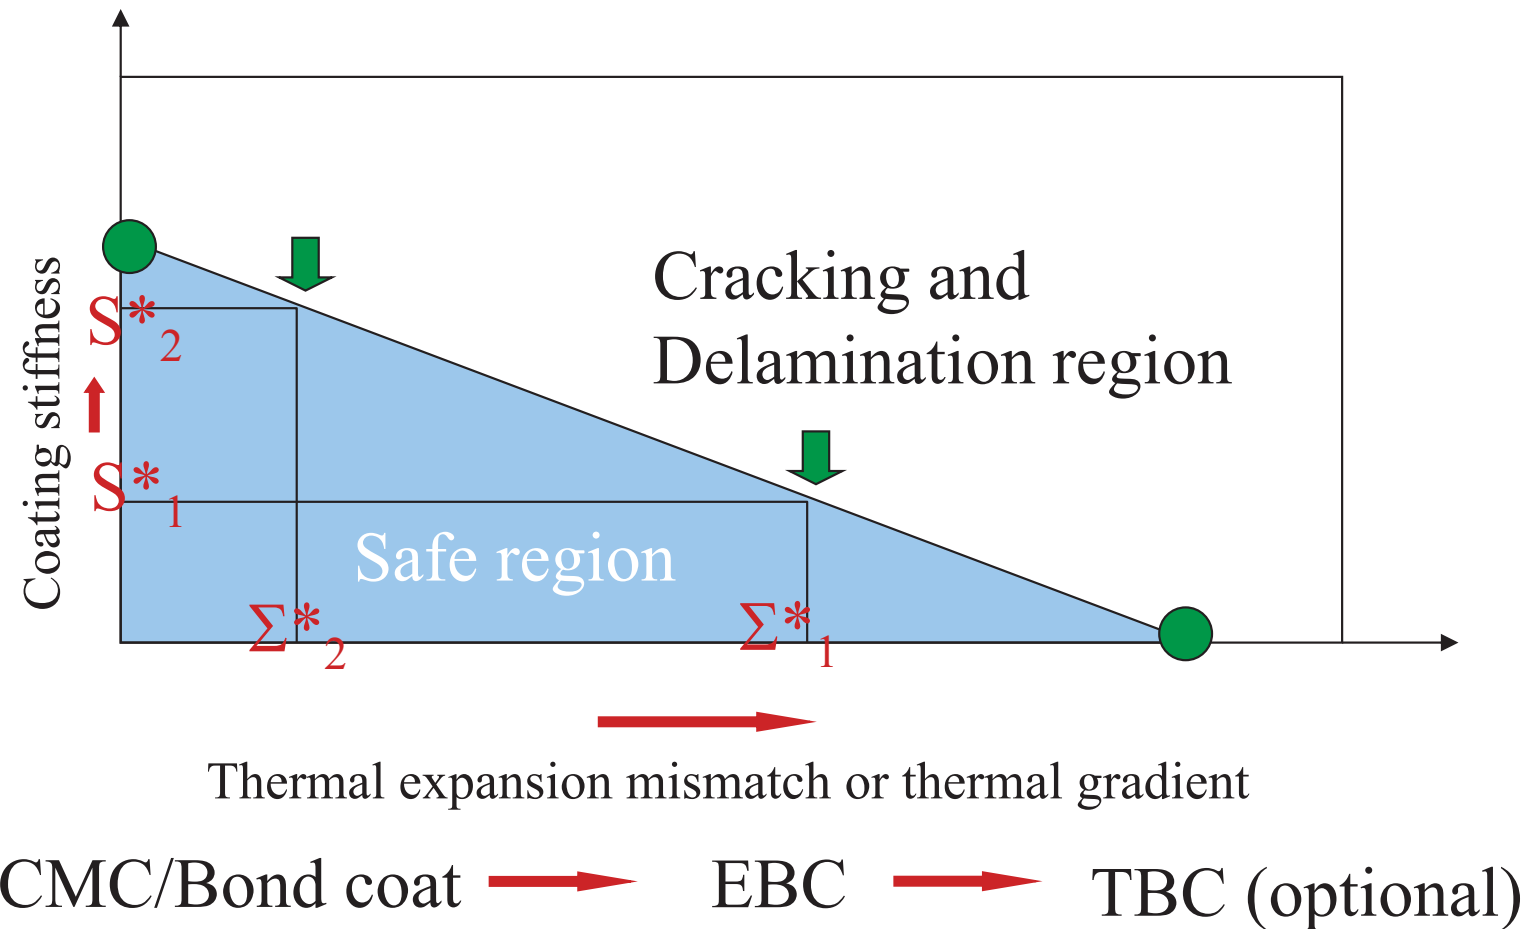 Coating stiffness
S*2
S*1
Cracking and
Delamination region
Safe region
Σ*2
Σ*1
Thermal expansion mismatch or thermal gradient
CMC/Bond coat EBC TBC (optional)